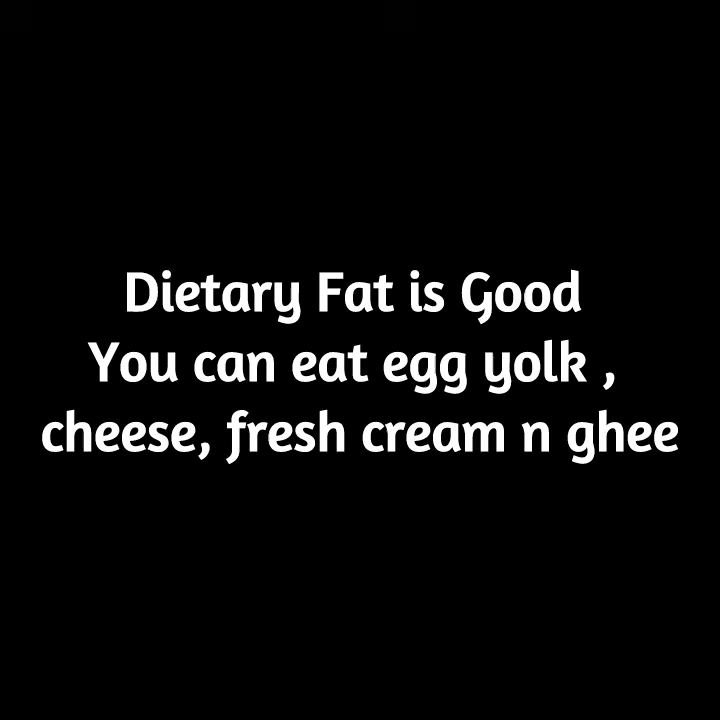 Dietary Fat is Good
You can eat egg yolk ,
cheese, fresh cream n ghee